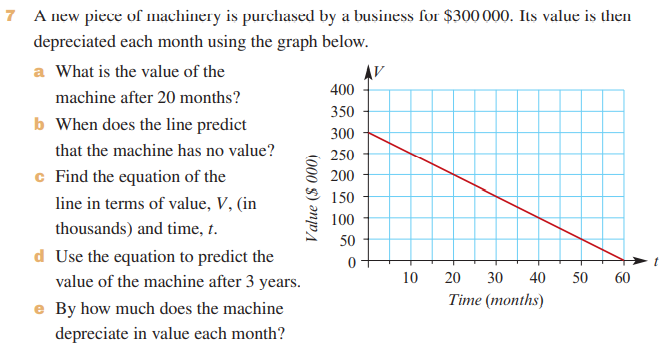 7 A new piece of machinery is purchased by a business for $300 000. Its value is then
depreciated each month using the graph below.
a What is the value of the
machine after 20 months?
b When does the line predict
that the machine has no value?
c Find the equation of the
line in terms of value, V, (in
thousands) and time, t.
d Use the equation to predict the
value of the machine after 3 years.
e By how much does the machine
depreciate in value each month?
V
400
350
300
250
200
150
100
50
0
Value ($ 000)
10 20 30 40 50 60
t
Time (months)